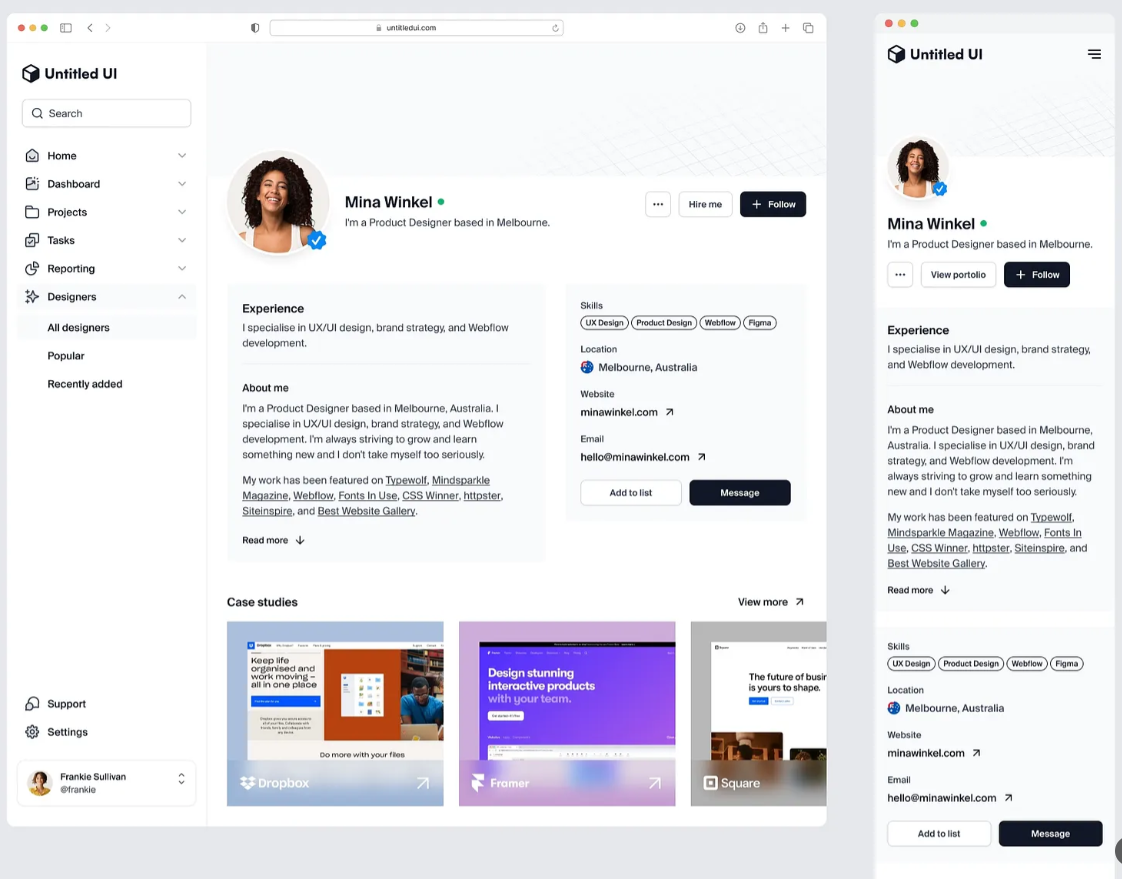 untitledui.com
Untitled UI
Search
Home
Dashboard
Projects
Tasks
Reporting
Designers
All designers
Popular
Recently added
Support
Settings
Frankie Sullivan
@frankie
Mina Winkel
I'm a Product Designer based in Melbourne.
Hire me
+ Follow
Experience
I specialise in UX/UI design, brand strategy, and Webflow
development.
About me
I'm a Product Designer based in Melbourne, Australia. I
specialise in UX/UI design, brand strategy, and Webflow
development. I'm always striving to grow and learn
something new and I don't take myself too seriously.
My work has been featured on Typewolf, Mindsparkle
Magazine, Webflow, Fonts In Use, CSS Winner, httpster,
Siteinspire, and Best Website Gallery.
Read more
Skills
UX Design Product Design Webflow Figma
Location
Melbourne, Australia
Website
minawinkel.com
Email
hello@minawinkel.com
Add to list
Message
Case studies
View more
Dropbox
Keep life
organised and
work moving –
all in one place
Do more with your files
Dropbox
Framer
Design stunning
interactive products
with your team.
Framer
Square
The future of busin
is yours to shape.
Square
Untitled UI
Mina Winkel
I'm a Product Designer based in Melbourne.
View portolio
+ Follow
Experience
I specialise in UX/UI design, brand strategy,
and Webflow development.
About me
I'm a Product Designer based in Melbourne,
Australia. I specialise in UX/UI design, brand
strategy, and Webflow development. I'm
always striving to grow and learn something
new and I don't take myself too seriously.
My work has been featured on Typewolf,
Mindsparkle Magazine, Webflow, Fonts In
Use, CSS Winner, httpster, Siteinspire, and
Best Website Gallery.
Read more
Skills
UX Design Product Design Webflow Figma
Location
Melbourne, Australia
Website
minawinkel.com
Email
hello@minawinkel.com
Add to list
Message